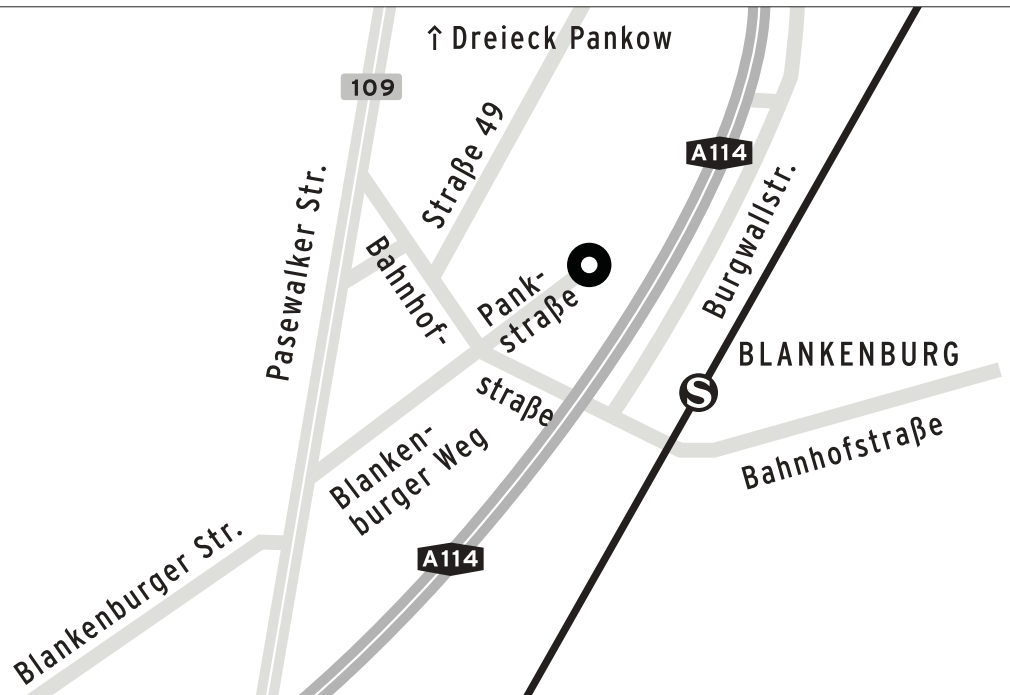 ↑ Dreieck Pankow
109
Straße 49
A114
Pasewalker Str.
Burgwallstr.
Bahnhof-
straße
Pank-
straße
BLANKENBURG
S
Bahnhofstraße
Blanken-
burger Weg
A114
Blankenburger Str.